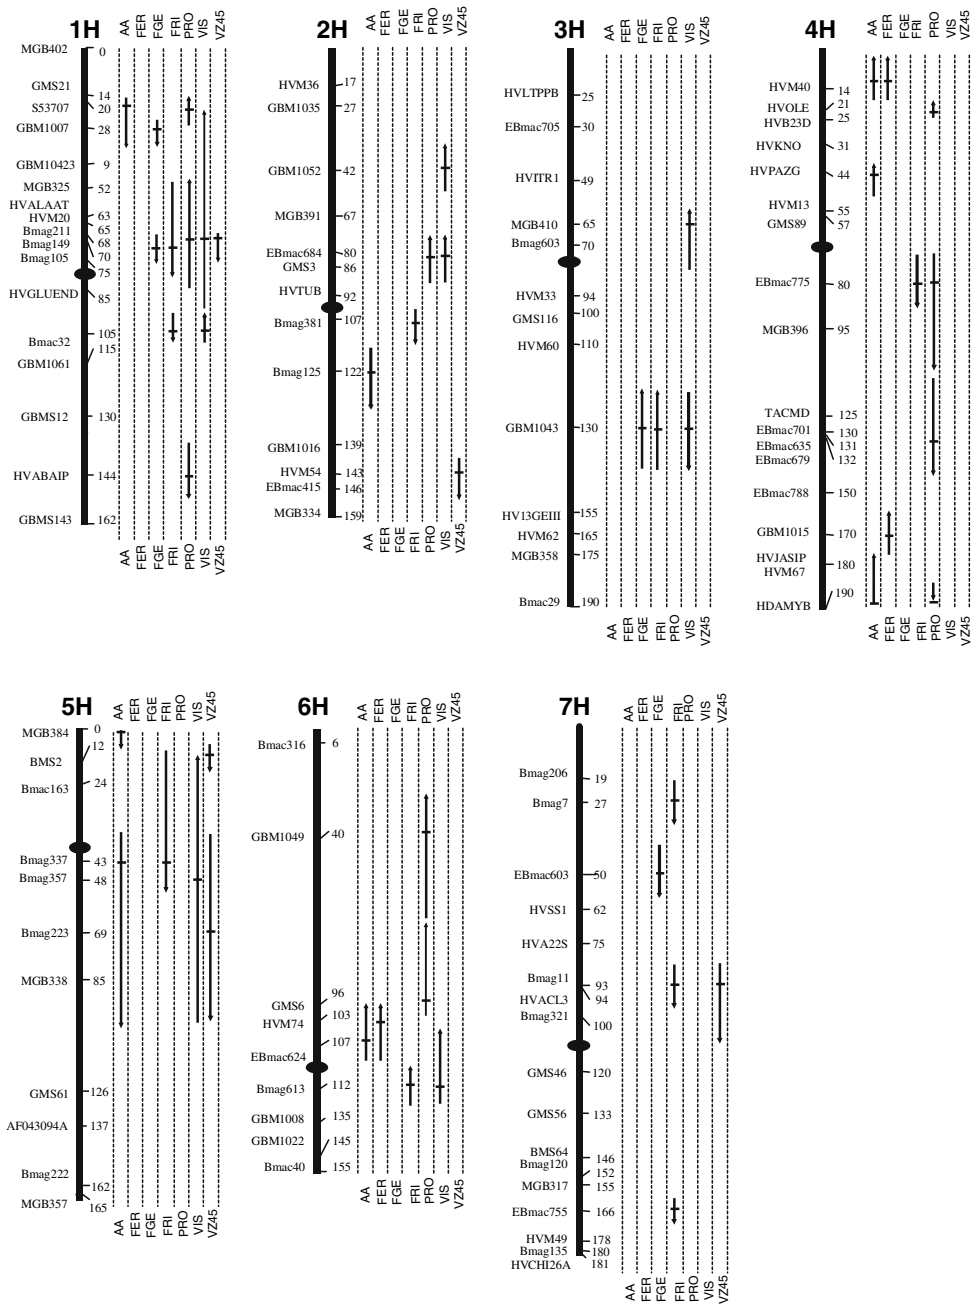 1H
AA FER FGE FRI PRO VIS VZ45
MGB402 0
GMS21 14
S53707 20
GBM1007 28
GBM10423 9
MGB325 52
HVALAAT
HVM20 63
Bmag211 65
Bmag149 68
Bmag105 70
75
HVGLUEND 85
Bmac32 105
115
GBM1061
GBMS12 130
HVABAIP 144
GBMS143 162
AA FER FGE FRI PRO VIS VZ45
2H
AA FER FGE FRI PRO VIS VZ45
HVM36 17
GBM1035 27
GBM1052 42
MGB391 67
EBmac684 80
GMS3 86
HVTUB 92
Bmag381 107
Bmag125 122
GBM1016 139
HVM54 143
EBmac415 146
MGB334 159
AA FER FGE FRI PRO VIS VZ45
3H
AA FER FGE FRI PRO VIS VZ45
HVLTPPB 25
EBmac705 30
HVITR1 49
MGB410 65
Bmag603 70
HVM33 94
GMS116 100
HVM60 110
GBM1043 130
HV13GEIII 155
HVM62 165
MGB358 175
Bmac29 190
AA FER FGE FRI PRO VIS VZ45
4H
AA FER FGE FRI PRO VIS VZ45
HVM40 14
HVOLE 21
HVB23D 25
HVKNO 31
HVPAZG 44
HVM13 55
GMS89 57
EBmac775 80
MGB396 95
TACMD 125
EBmac701 130
EBmac635 131
EBmac679 132
EBmac788 150
GBM1015 170
HVJASIP 180
HVM67
190
HDAMYB
AA FER FGE FRI PRO VIS VZ45
5H
AA FER FGE FRI PRO VIS VZ45
MGB384 0
12
BMS2
Bmac163 24
Bmag337 43
Bmag357 48
Bmag223 69
MGB338 85
GMS61 126
AF043094A 137
Bmag222 162
MGB357 165
AA FER FGE FRI PRO VIS VZ45
6H
AA FER FGE FRI PRO VIS VZ45
Bmac316 6
GBM1049 40
GMS6 96
HVM74 103
EBmac624 107
Bmag613 112
GBM1008 135
GBM1022 145
Bmac40 155
AA FER FGE FRI PRO VIS VZ45
7H
AA FER FGE FRI PRO VIS VZ45
Bmag206 19
Bmag7 27
EBmac603 50
HVSS1 62
HVA22S 75
Bmag11 93
HVACL3 94
Bmag321 100
GMS46 120
GMS56 133
BMS64 146
Bmag120 152
MGB317 155
EBmac755 166
HVM49 178
Bmag135 180
HVCHI26A 181
AA FER FGE FRI PRO VIS VZ45